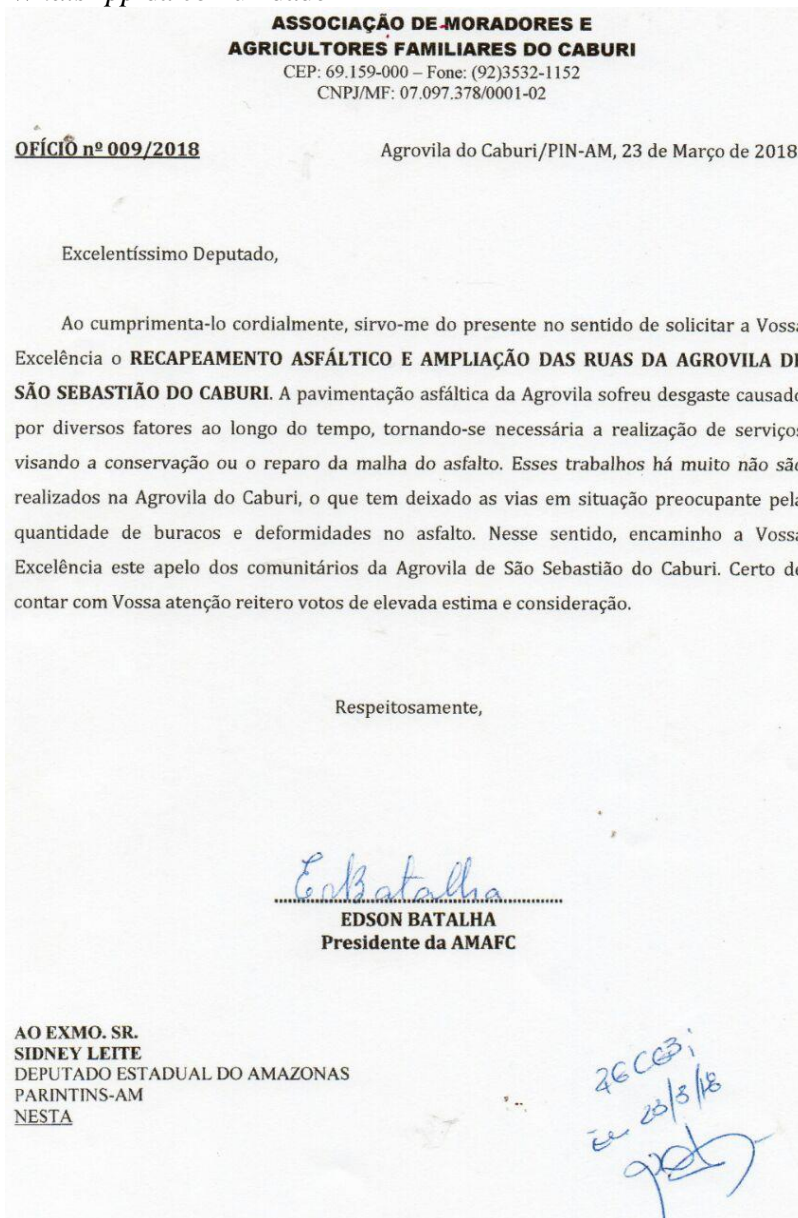 ASSOCIAÇÃO DE MORADORES E
AGRICULTORES FAMILIARES DO CABURI
CEP: 69.159-000 – Fone: (92)3532-1152
CNPJ/MF: 07.097.378/0001-02
OFÍCIO nº 009/2018
Agrovila do Caburi/PIN-AM, 23 de Março de 2018
Excelentíssimo Deputado,
Ao cumprimenta-lo cordialmente, sirvo-me do presente no sentido de solicitar a Vossa
Excelência o RECAPEAMENTO ASFÁLTICO E AMPLIAÇÃO DAS RUAS DA AGROVILA DE
SÃO SEBASTIÃO DO CABURI. A pavimentação asfáltica da Agrovila sofreu desgaste causado
por diversos fatores ao longo do tempo, tornando-se necessária a realização de serviços
visando a conservação ou o reparo da malha do asfalto. Esses trabalhos há muito não são
realizados na Agrovila do Caburi, o que tem deixado as vias em situação preocupante pela
quantidade de buracos e deformidades no asfalto. Nesse sentido, encaminho a Vossa
Excelência este apelo dos comunitários da Agrovila de São Sebastião do Caburi. Certo de
contar com Vossa atenção reitero votos de elevada estima e consideração.
Respeitosamente,
EBatalha
EDSON BATALHA
Presidente da AMAFC
AO EXMO. SR.
SIDNEY LEITE
DEPUTADO ESTADUAL DO AMAZONAS
PARINTINS-AM
NESTA
RECEBi
Em 23/3/18